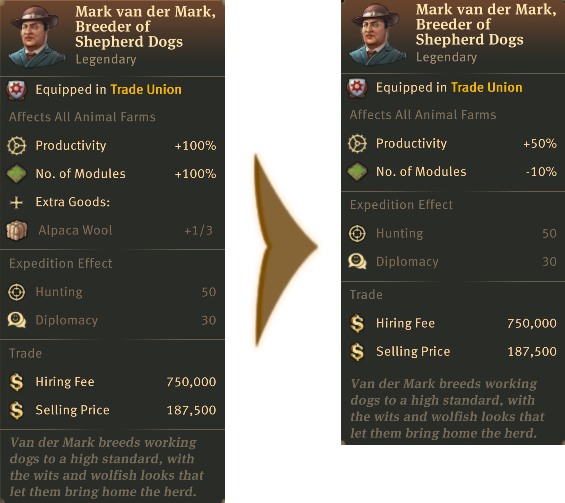 Mark van der Mark,
Breeder of
Shepherd Dogs
Legendary
Equipped in Trade Union
Affects All Animal Farms
Productivity +100%
No. of Modules +100%
Extra Goods:
Alpaca Wool +1/3
Expedition Effect
Hunting 50
Diplomacy 30
Trade
Hiring Fee 750,000
Selling Price 187,500
Van der Mark breeds working
dogs to a high standard, with
the wits and wolfish looks that
let them bring home the herd.
Mark van der Mark,
Breeder of
Shepherd Dogs
Legendary
Equipped in Trade Union
Affects All Animal Farms
Productivity +50%
No. of Modules -10%
Expedition Effect
Hunting 50
Diplomacy 30
Trade
Hiring Fee 750,000
Selling Price 187,500
Van der Mark breeds working
dogs to a high standard, with
the wits and wolfish looks that
let them bring home the herd.